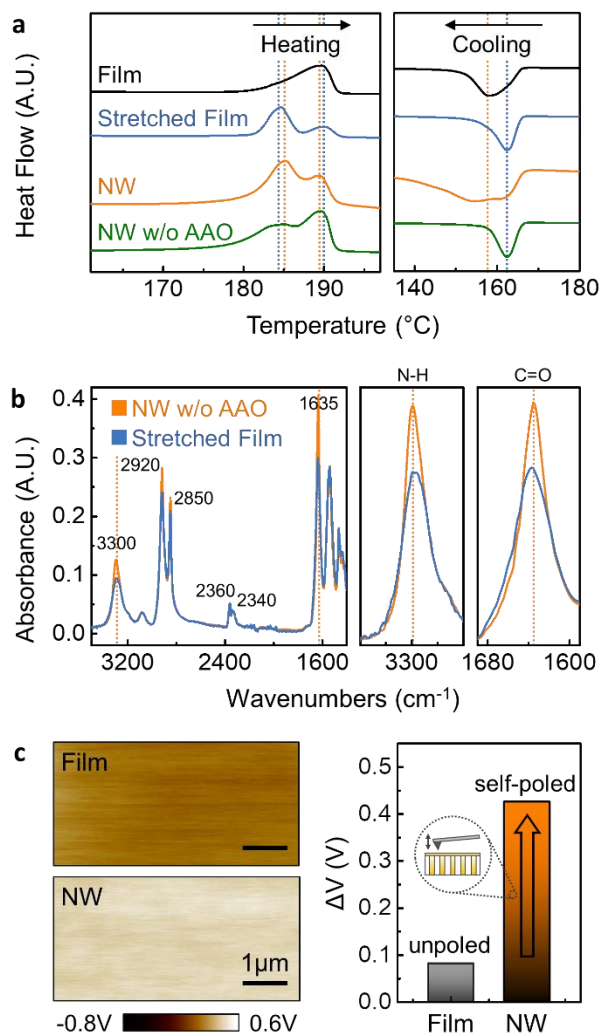 a
Heating
Cooling
Film
Stretched Film
NW
NW w/o AAO
Heat Flow (A.U.)
170 180 190 140 160 180
Temperature (°C)
b
NW w/o AAO
Stretched Film
N-H
C=O
1635
2920
2850
3300
2360
2340
0.4
0.3
0.2
0.1
0.0
Absorbance (A.U.)
3200 2400 1600 3300 1680 1600
Wavenumbers (cm⁻¹)
c
Film
NW
1μm
-0.8V 0.6V
0.5
0.4
0.3
0.2
0.1
0.0
ΔV (V)
self-poled
unpoled
Film NW